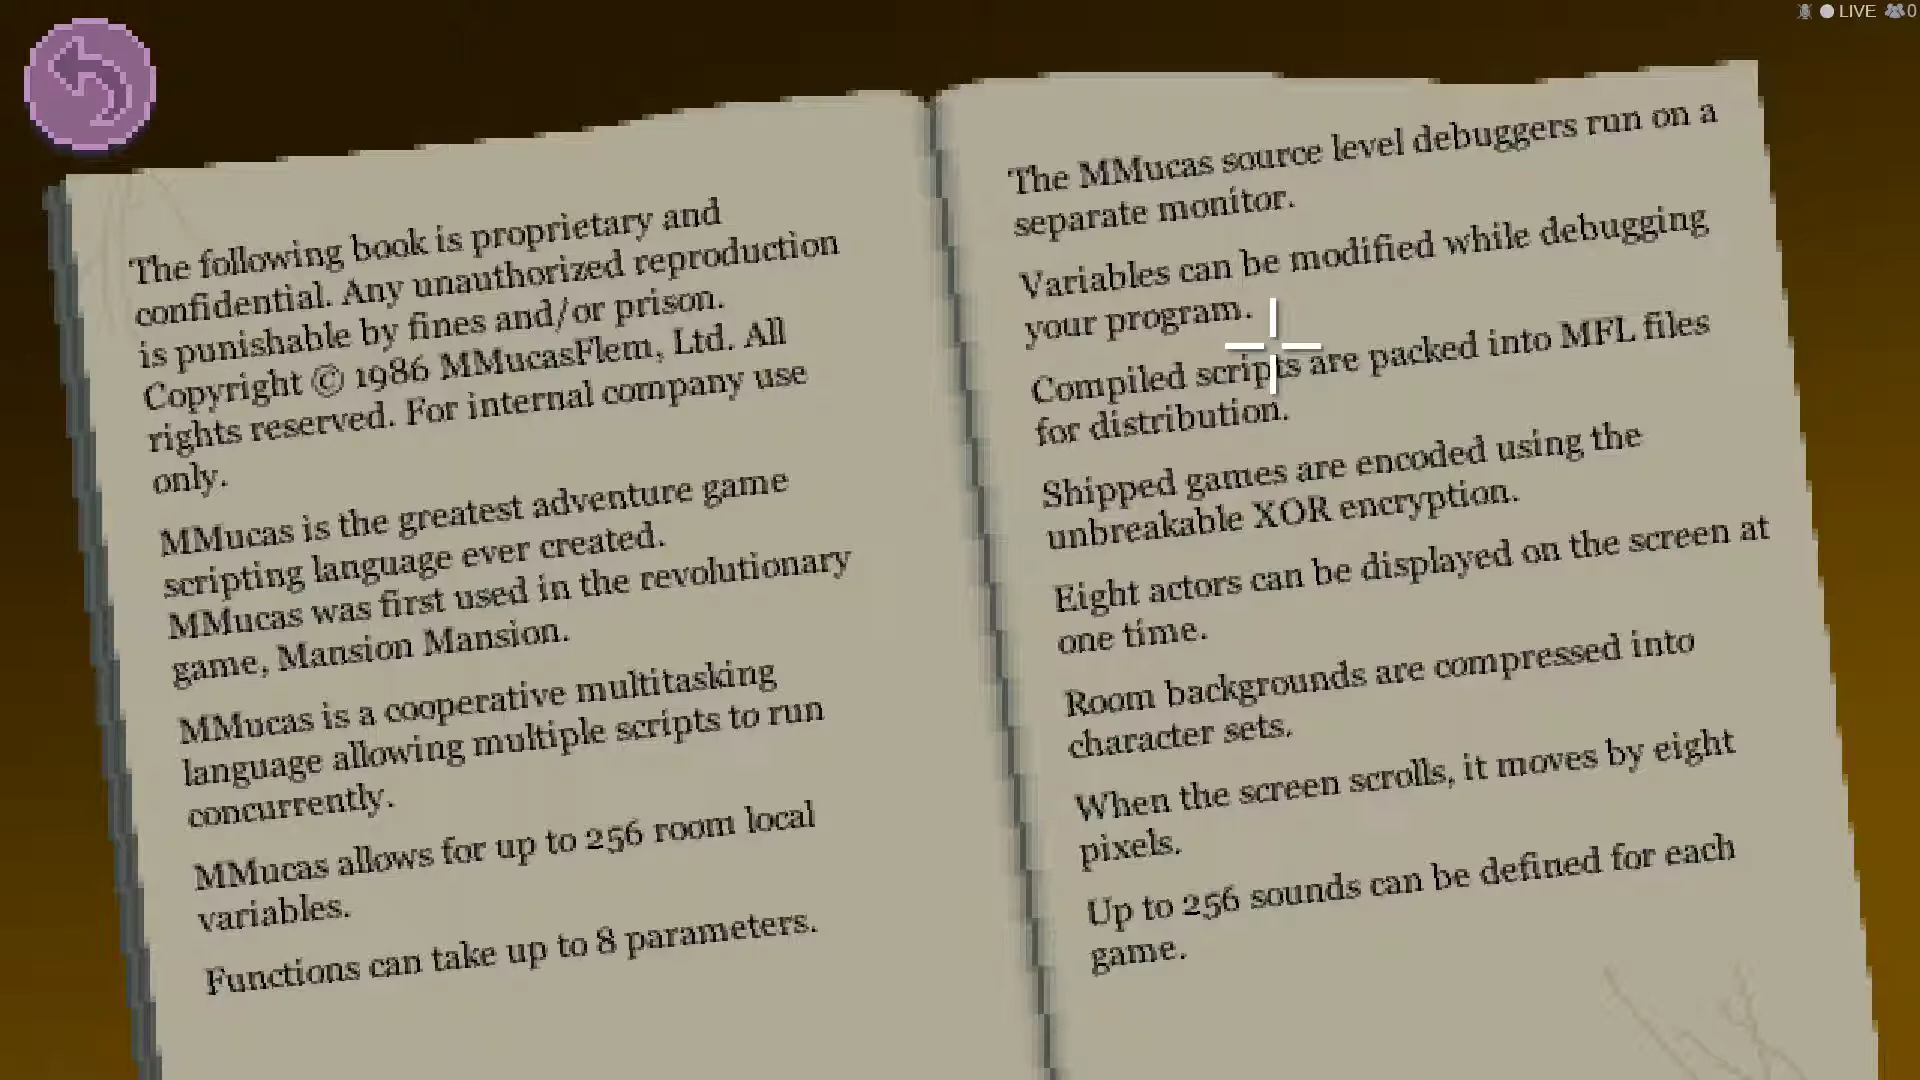 LIVE 0
The following book is proprietary and
confidential. Any unauthorized reproduction
is punishable by fines and/or prison.
Copyright © 1986 MMucasFlem, Ltd. All
rights reserved. For internal company use
only.
MMucas is the greatest adventure game
scripting language ever created.
MMucas was first used in the revolutionary
game, Mansion Mansion.
MMucas is a cooperative multitasking
language allowing multiple scripts to run
concurrently.
MMucas allows for up to 256 room local
variables.
Functions can take up to 8 parameters.
The MMucas source level debuggers run on a
separate monitor.
Variables can be modified while debugging
your program.
Compiled scripts are packed into MFL files
for distribution.
Shipped games are encoded using the
unbreakable XOR encryption.
Eight actors can be displayed on the screen at
one time.
Room backgrounds are compressed into
character sets.
When the screen scrolls, it moves by eight
pixels.
Up to 256 sounds can be defined for each
game.